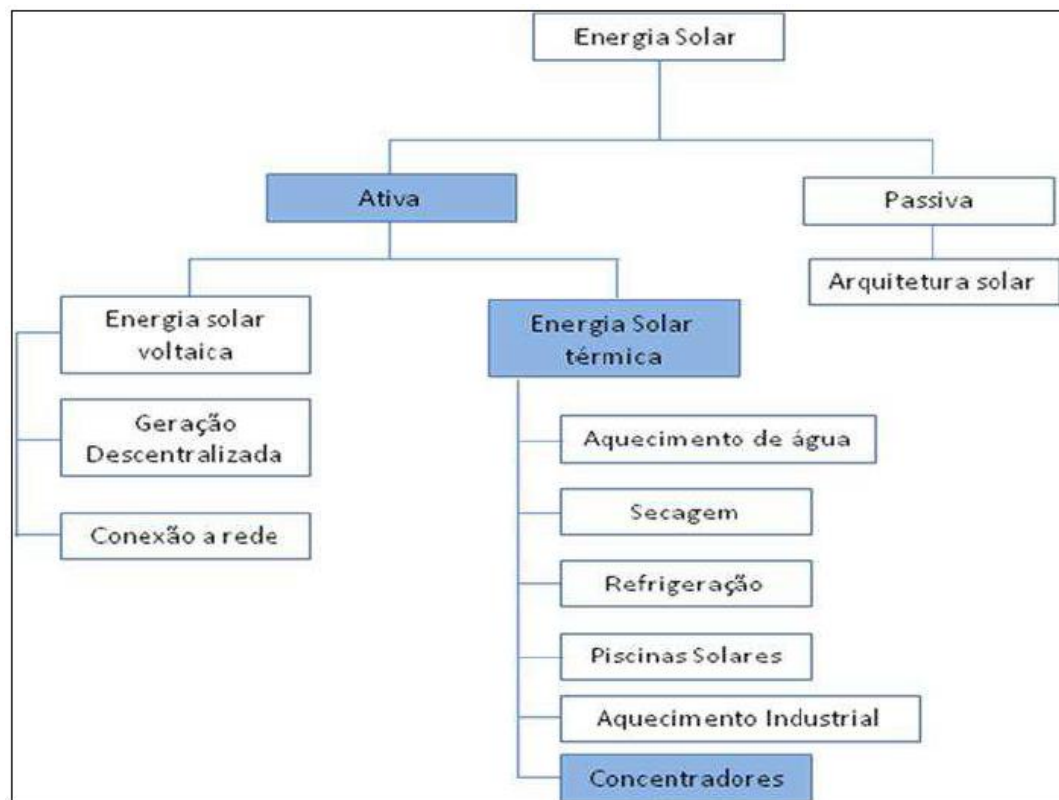 Energia Solar
Ativa
Passiva
Arquitetura solar
Energia solar
voltaica
Geração
Descentralizada
Conexão a rede
Energia Solar
térmica
Aquecimento de água
Secagem
Refrigeração
Piscinas Solares
Aquecimento Industrial
Concentradores